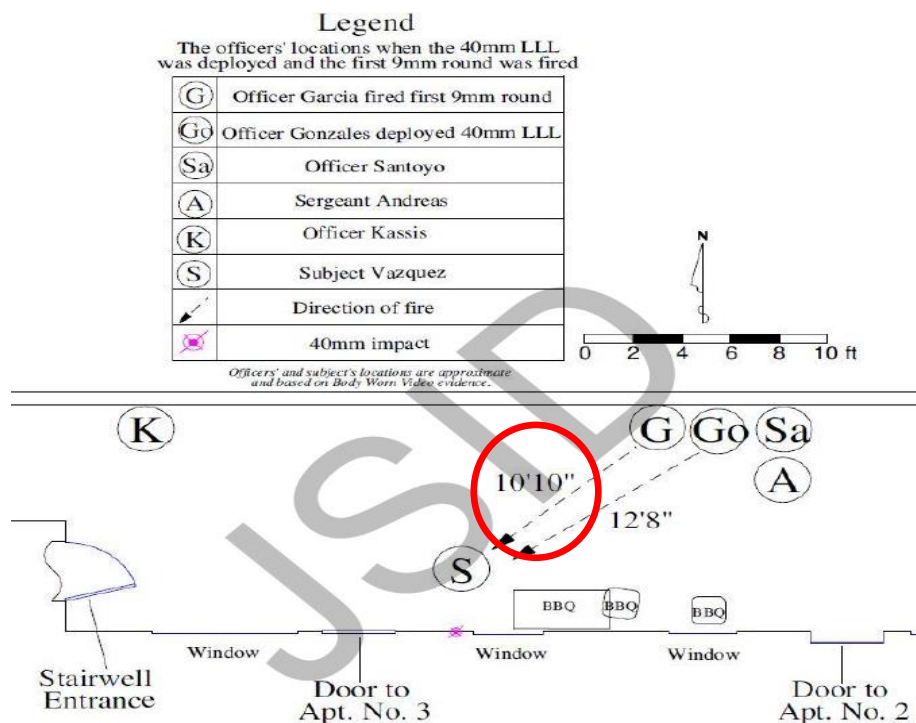 Legend
The officers' locations when the 40mm LLL
was deployed and the first 9mm round was fired
G Officer Garcia fired first 9mm round
Go Officer Gonzales deployed 40mm LLL
Sa Officer Santoyo
A Sergeant Andreas
K Officer Kassis
S Subject Vazquez
Direction of fire
40mm impact
Officers' and subject's locations are approximate
and based on Body Worn Video evidence.
N
0 2 4 6 8 10 ft
JSID
K G Go Sa
A
10'10"
12'8"
S
BBQ BBQ BBQ
Window Window Window
Stairwell
Entrance
Door to
Apt. No. 3
Door to
Apt. No. 2